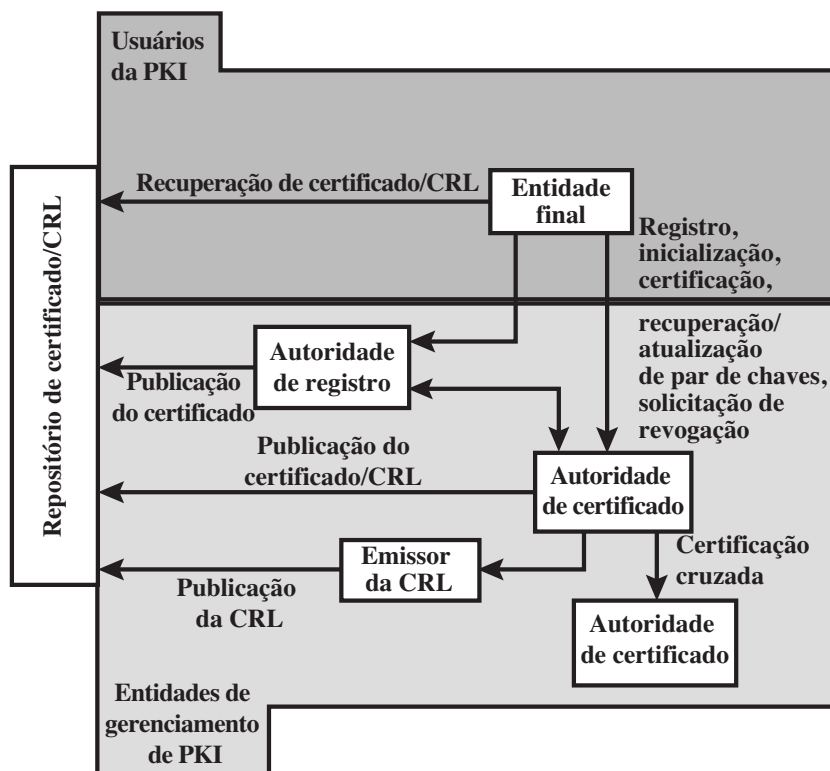 Usuários
da PKI
Recuperação de certificado/CRL
Entidade
final
Registro,
inicialização,
certificação,
recuperação/
atualização
de par de chaves,
solicitação de
revogação
Repositório de certificado/CRL
Autoridade
de registro
Publicação
do certificado
Publicação do
certificado/CRL
Autoridade
de certificado
Emissor
da CRL
Publicação
da CRL
Certificação
cruzada
Autoridade
de certificado
Entidades de
gerenciamento
de PKI